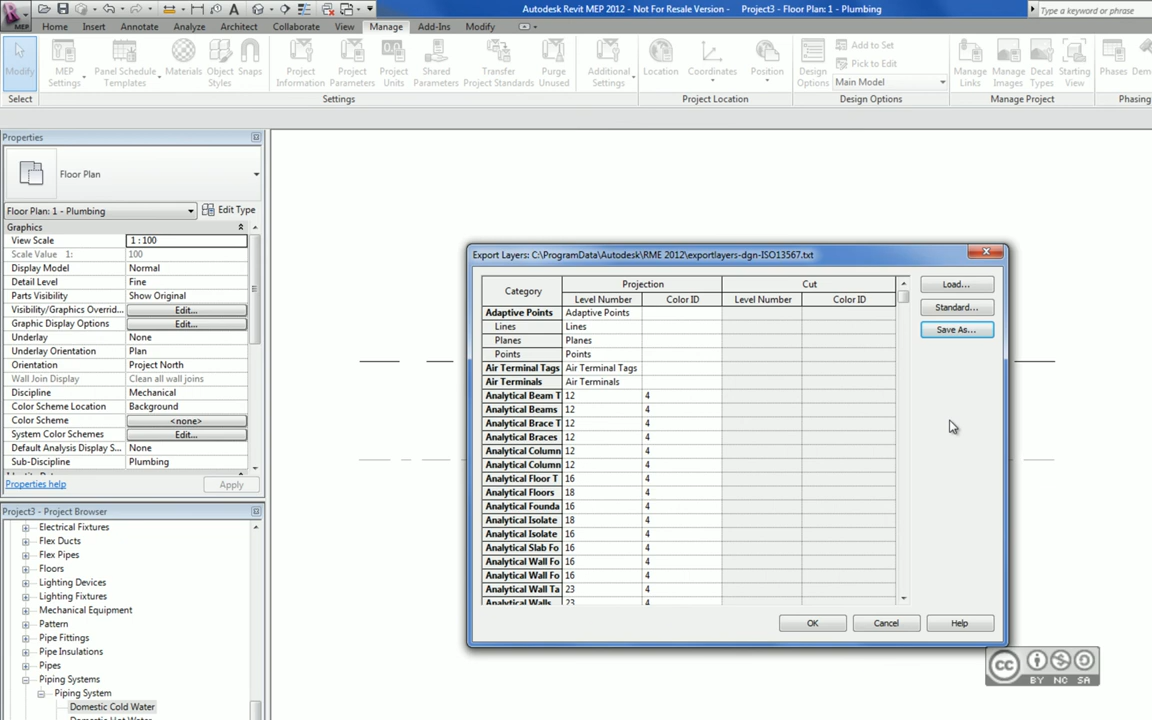 Autodesk Revit MEP 2012 - Not For Resale Version - Project3 - Floor Plan: 1 - Plumbing
Type a keyword or phrase
MEP
Home Insert Annotate Analyze Architect Collaborate View Manage Add-Ins Modify
Modify
MEP Settings
Panel Schedule Templates
Materials
Object Styles
Snaps
Project Information
Project Parameters
Project Units
Shared Parameters
Transfer Project Standards
Purge Unused
Additional Settings
Location
Coordinates
Position
Design Options
Add to Set
Pick to Edit
Main Model
Manage Links
Manage Images
Decal Types
Starting View
Phases
Select Settings Project Location Design Options Manage Project Phasing
Properties
Floor Plan
Floor Plan: 1 - Plumbing Edit Type
Graphics
View Scale 1 : 100
Scale Value 1: 100
Display Model Normal
Detail Level Fine
Parts Visibility Show Original
Visibility/Graphics Overrid... Edit...
Graphic Display Options Edit...
Underlay None
Underlay Orientation Plan
Orientation Project North
Wall Join Display Clean all wall joins
Discipline Mechanical
Color Scheme Location Background
Color Scheme <none>
System Color Schemes Edit...
Default Analysis Display S... None
Sub-Discipline Plumbing
Properties help Apply
Project3 - Project Browser
Electrical Fixtures
Flex Ducts
Flex Pipes
Floors
Lighting Devices
Lighting Fixtures
Mechanical Equipment
Pattern
Pipe Fittings
Pipe Insulations
Pipes
Piping Systems
Piping System
Domestic Cold Water
Domestic Hot Water
Export Layers: C:\ProgramData\Autodesk\RME 2012\exportlayers-dgn-ISO13567.txt
Category Projection Cut
Level Number Color ID Level Number Color ID
Adaptive Points Adaptive Points
Lines Lines
Planes Planes
Points Points
Air Terminal Tags Air Terminal Tags
Air Terminals Air Terminals
Analytical Beam T 12 4
Analytical Beams 12 4
Analytical Brace T 12 4
Analytical Braces 12 4
Analytical Column 12 4
Analytical Column 12 4
Analytical Floor T 16 4
Analytical Floors 18 4
Analytical Founda 16 4
Analytical Isolate 18 4
Analytical Isolate 16 4
Analytical Slab Fo 16 4
Analytical Wall Fo 16 4
Analytical Wall Fo 16 4
Analytical Wall Ta 23 4
Analytical Walls 23 4
Load...
Standard...
Save As...
OK Cancel Help
cc BY NC SA